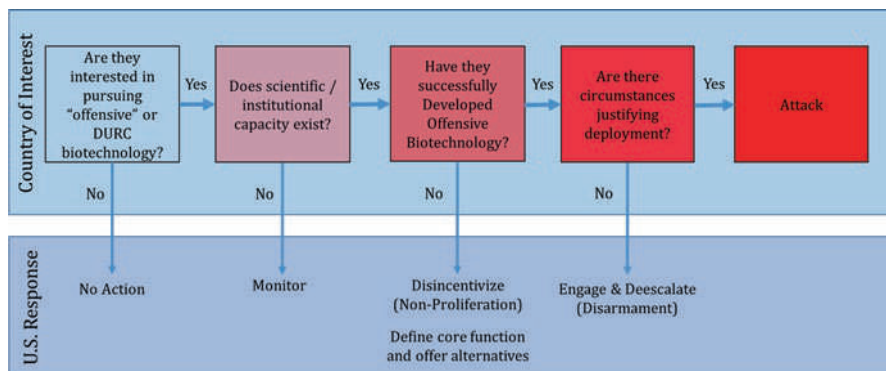 Country of Interest
Are they
interested in
pursuing
“offensive” or
DURC
biotechnology?
Yes
Does scientific /
institutional
capacity exist?
Yes
Have they
successfully
Developed
Offensive
Biotechnology?
Yes
Are there
circumstances
justifying
deployment?
Yes
Attack
No
No
No
No
U.S. Response
No Action
Monitor
Disincentivize
(Non-Proliferation)
Define core function
and offer alternatives
Engage & Deescalate
(Disarmament)